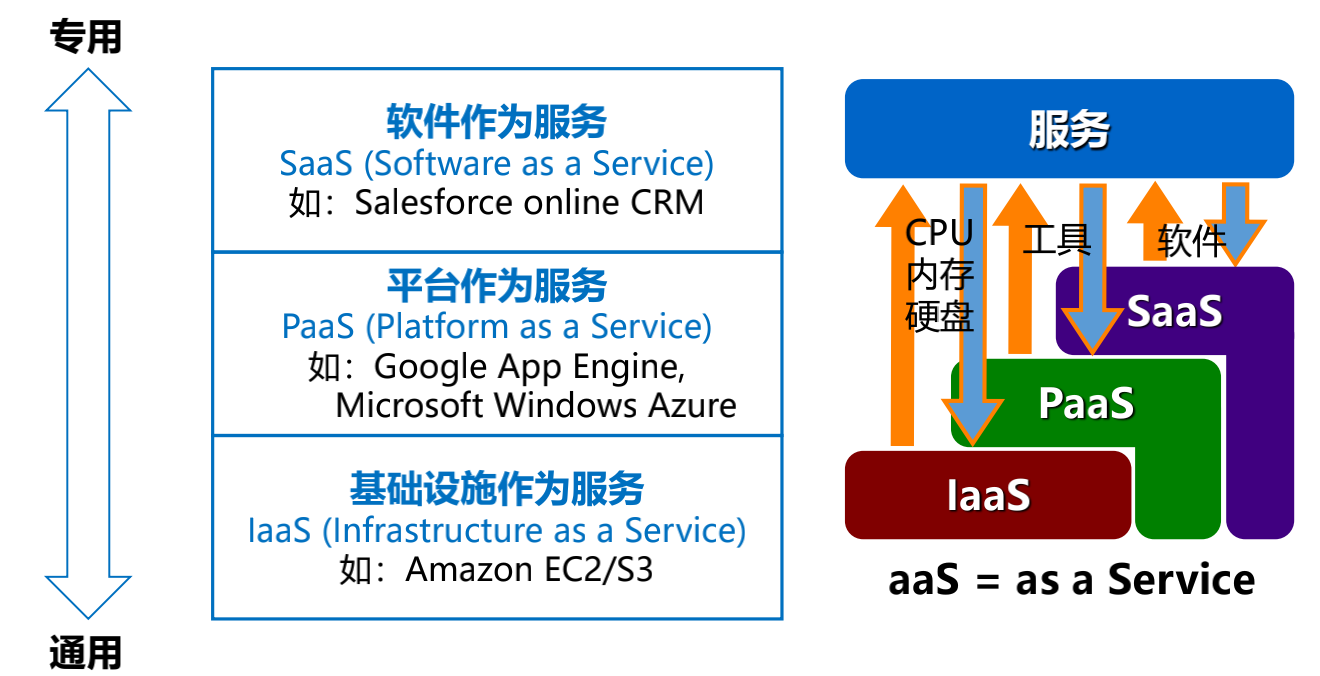 专用
软件作为服务
SaaS (Software as a Service)
如：Salesforce online CRM
平台作为服务
PaaS (Platform as a Service)
如：Google App Engine,
Microsoft Windows Azure
基础设施作为服务
IaaS (Infrastructure as a Service)
如：Amazon EC2/S3
通用
服务
CPU
内存
硬盘
工具
软件
SaaS
PaaS
IaaS
aaS = as a Service